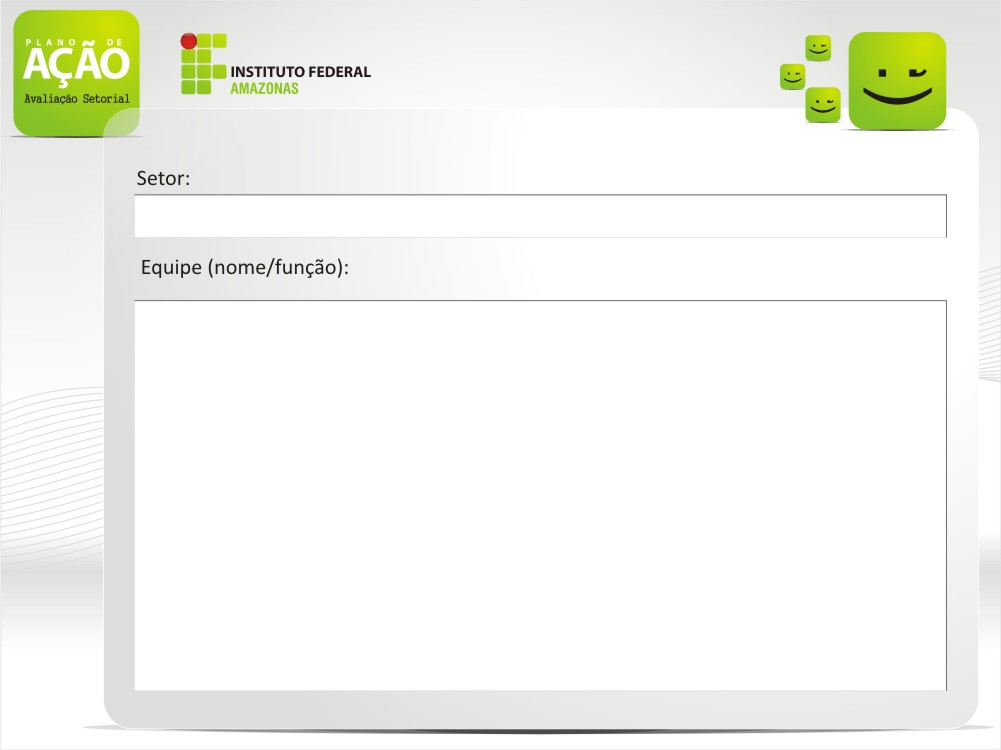 PLANO DE
AÇÃO
Avaliação Setorial
INSTITUTO FEDERAL
AMAZONAS
Setor:
Equipe (nome/função):